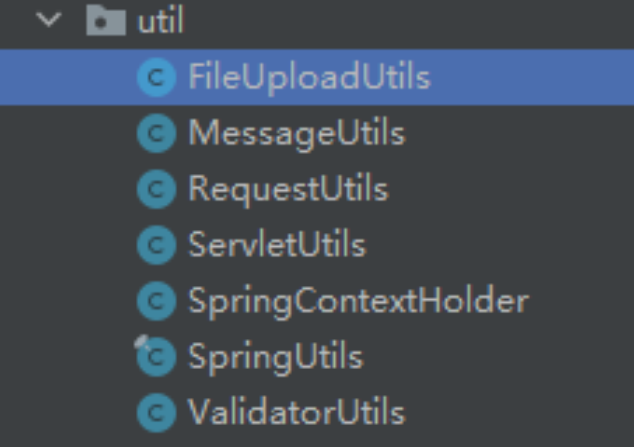 util
FileUploadUtils
MessageUtils
RequestUtils
ServletUtils
SpringContextHolder
SpringUtils
ValidatorUtils